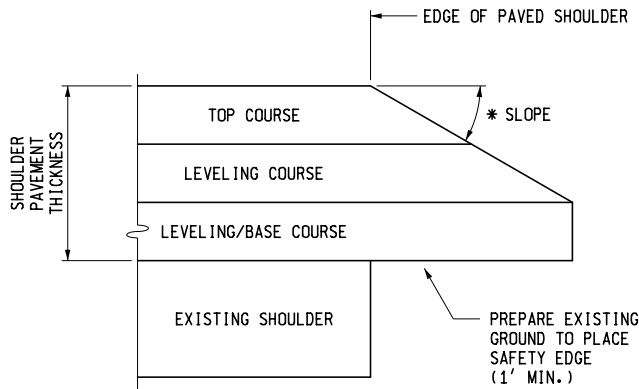 EDGE OF PAVED SHOULDER
TOP COURSE
* SLOPE
SHOULDER
PAVEMENT
THICKNESS
LEVELING COURSE
LEVELING/BASE COURSE
EXISTING SHOULDER
PREPARE EXISTING
GROUND TO PLACE
SAFETY EDGE
(1' MIN.)